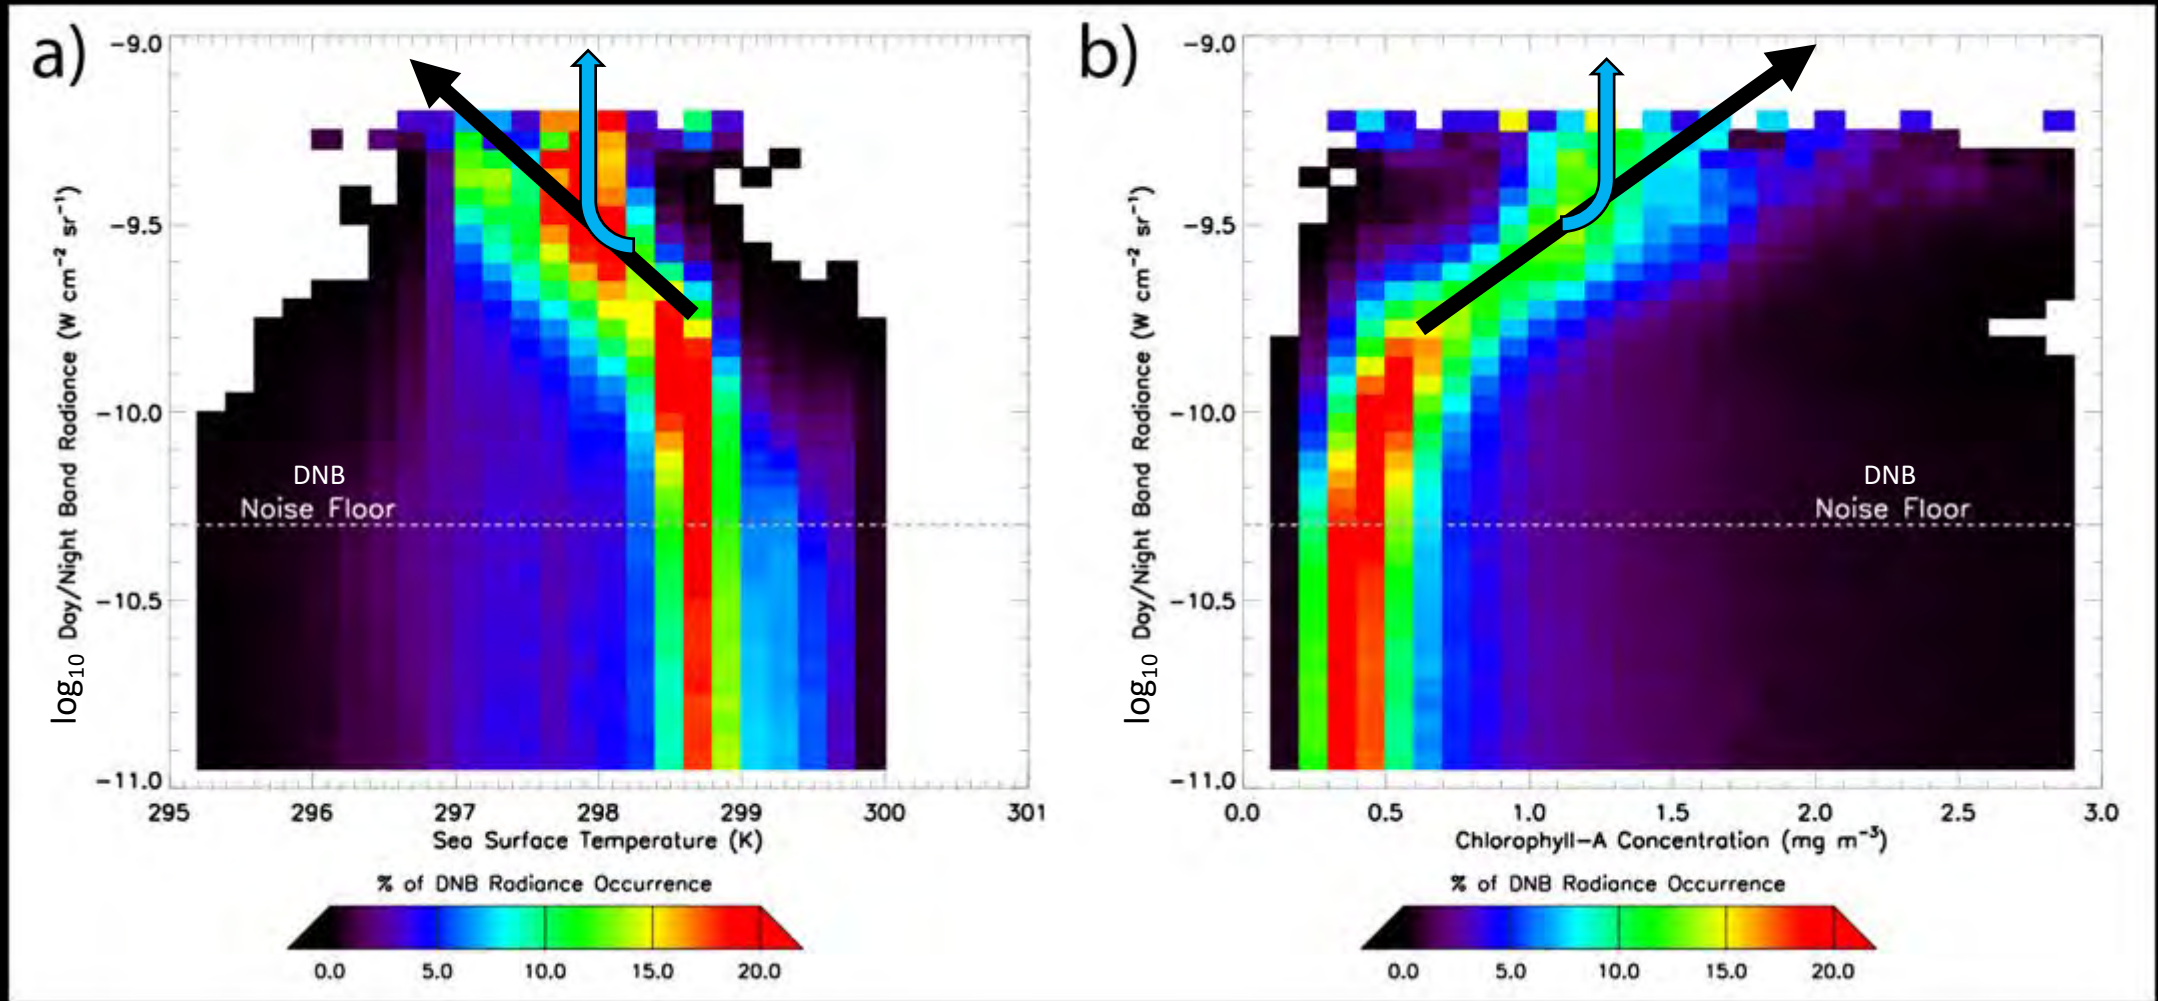 a)
log₁₀ Day/Night Band Radiance (W cm⁻² sr⁻¹)
-9.0
-9.5
-10.0
-10.5
-11.0
DNB
Noise Floor
295 296 297 298 299 300 301
Sea Surface Temperature (K)
% of DNB Radiance Occurrence
0.0 5.0 10.0 15.0 20.0
b)
log₁₀ Day/Night Band Radiance (W cm⁻² sr⁻¹)
-9.0
-9.5
-10.0
-10.5
-11.0
DNB
Noise Floor
0.0 0.5 1.0 1.5 2.0 2.5 3.0
Chlorophyll-A Concentration (mg m⁻³)
% of DNB Radiance Occurrence
0.0 5.0 10.0 15.0 20.0